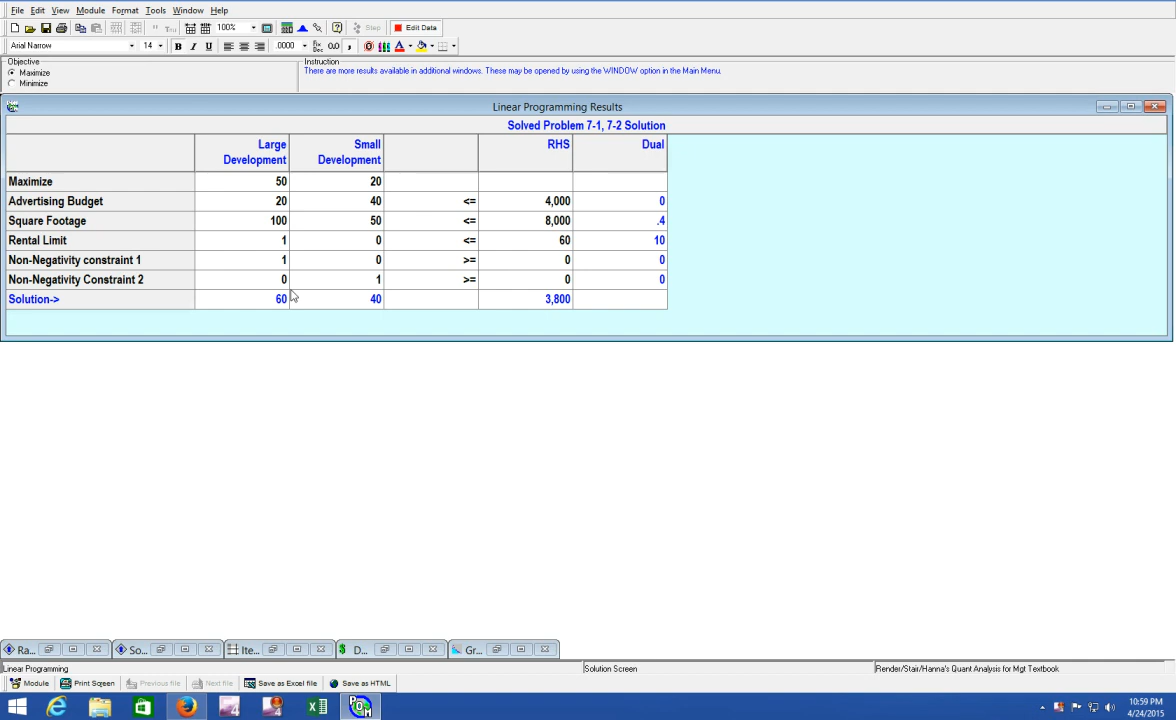 File Edit View Module Format Tools Window Help
100% Step Edit Data
Arial Narrow 14 B I U .0000 0.0 ,
Objective
Maximize
Minimize
Instruction
There are more results available in additional windows. These may be opened by using the WINDOW option in the Main Menu.
Linear Programming Results
Solved Problem 7-1, 7-2 Solution
Large Development Small Development RHS Dual
Maximize 50 20
Advertising Budget 20 40 <= 4,000 0
Square Footage 100 50 <= 8,000 .4
Rental Limit 1 0 <= 60 10
Non-Negativity constraint 1 1 0 >= 0 0
Non-Negativity Constraint 2 0 1 >= 0 0
Solution-> 60 40 3,800
Ra... So... Ite... D... Gr...
Linear Programming Solution Screen Render/Stair/Hanna's Quant Analysis for Mgt Textbook
Module Print Screen Previous file Next file Save as Excel file Save as HTML
10:59 PM
4/24/2015